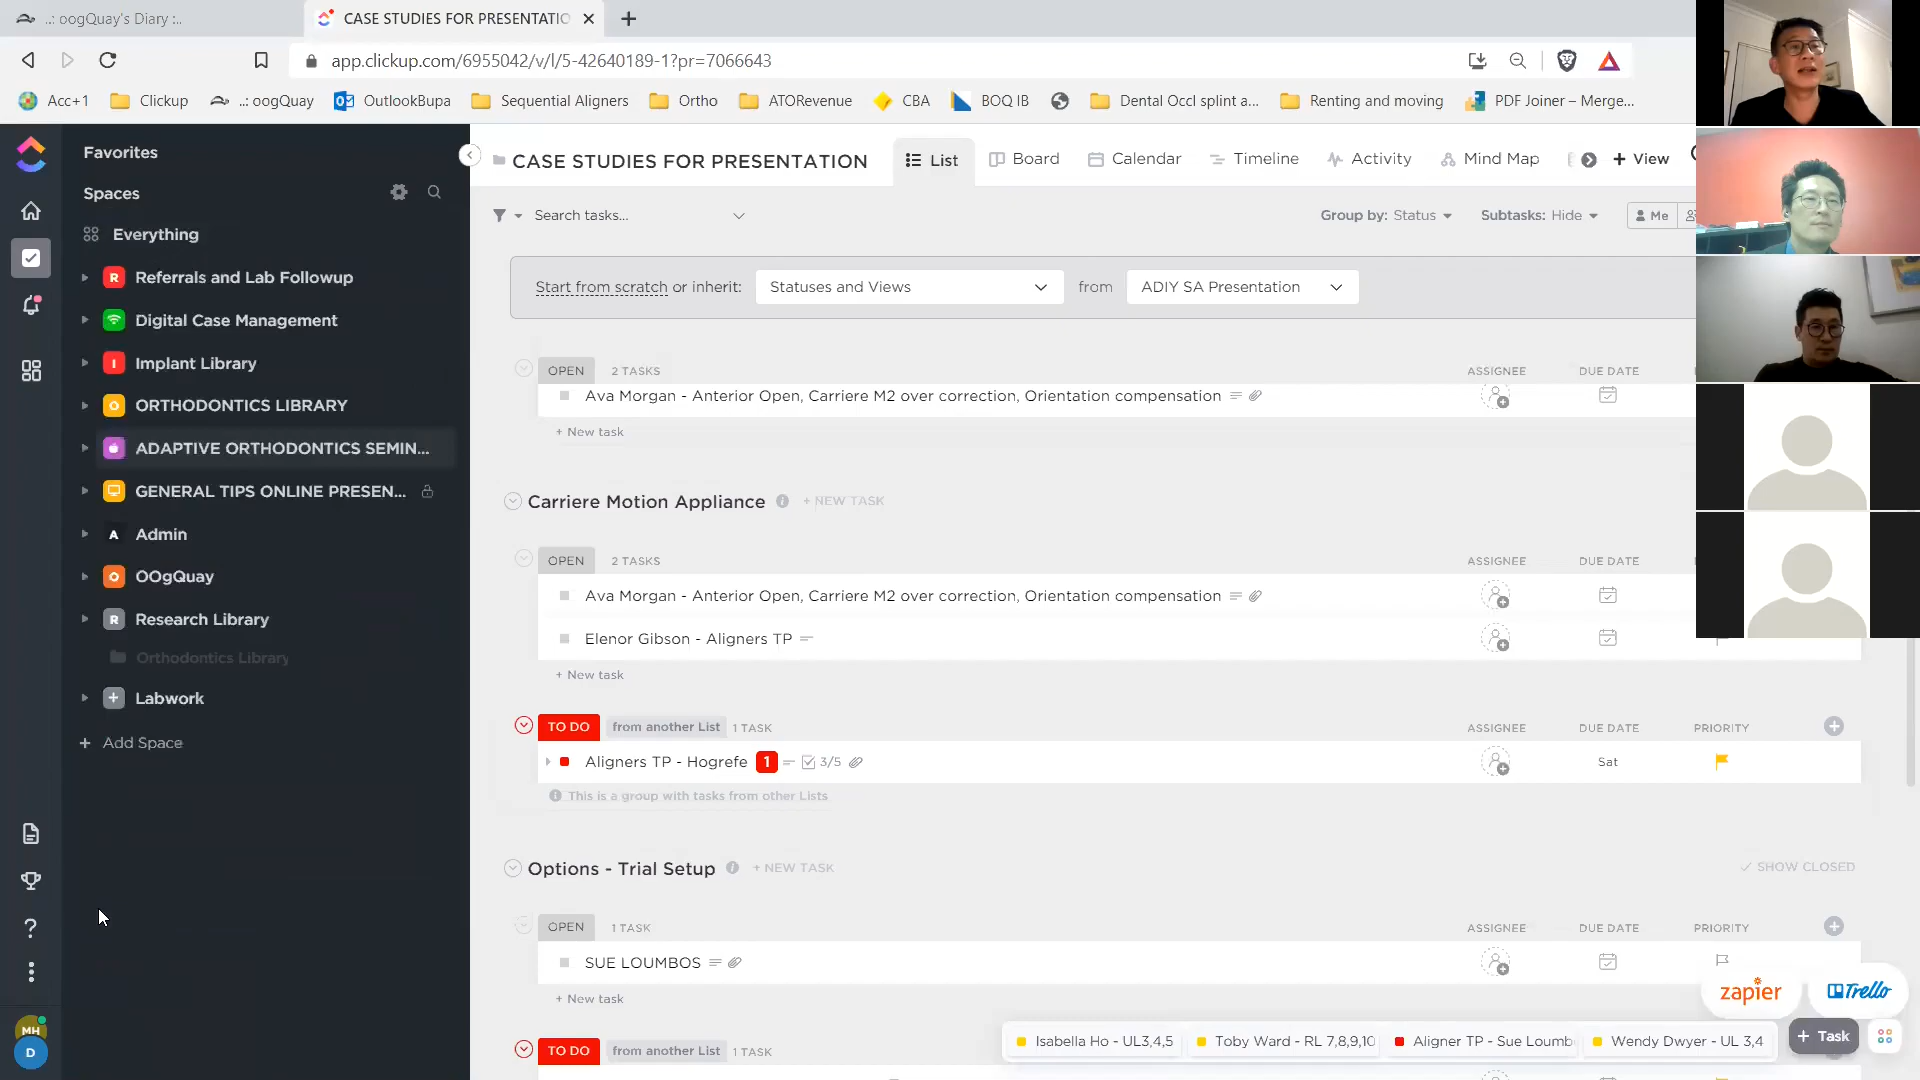 ..: oogQuay's Diary :..
CASE STUDIES FOR PRESENTATIO
app.clickup.com/6955042/v/l/5-42640189-1?pr=7066643
Acc+1
Clickup
..: oogQuay
OutlookBupa
Sequential Aligners
Ortho
ATORevenue
CBA
BOQ IB
Dental Occl splint a...
Renting and moving
PDF Joiner – Merge...
Favorites
Spaces
Everything
R Referrals and Lab Followup
Digital Case Management
I Implant Library
ORTHODONTICS LIBRARY
ADAPTIVE ORTHODONTICS SEMIN...
GENERAL TIPS ONLINE PRESEN...
A Admin
OOgQuay
R Research Library
Orthodontics Library
Labwork
+ Add Space
MH
D
CASE STUDIES FOR PRESENTATION
List
Board
Calendar
Timeline
Activity
Mind Map
+ View
Search tasks...
Group by: Status
Subtasks: Hide
Me
Start from scratch or inherit:
Statuses and Views
from
ADIY SA Presentation
OPEN
2 TASKS
ASSIGNEE
DUE DATE
Ava Morgan - Anterior Open, Carriere M2 over correction, Orientation compensation
+ New task
Carriere Motion Appliance
+ NEW TASK
OPEN
2 TASKS
ASSIGNEE
DUE DATE
Ava Morgan - Anterior Open, Carriere M2 over correction, Orientation compensation
Elenor Gibson - Aligners TP
+ New task
TO DO
from another List
1 TASK
ASSIGNEE
DUE DATE
PRIORITY
Aligners TP - Hogrefe
1
3/5
Sat
This is a group with tasks from other Lists
Options - Trial Setup
+ NEW TASK
SHOW CLOSED
OPEN
1 TASK
ASSIGNEE
DUE DATE
PRIORITY
SUE LOUMBOS
+ New task
zapier
Trello
TO DO
from another List
1 TASK
Isabella Ho - UL3,4,5
Toby Ward - RL 7,8,9,10
Aligner TP - Sue Loumb
Wendy Dwyer - UL 3,4
+ Task